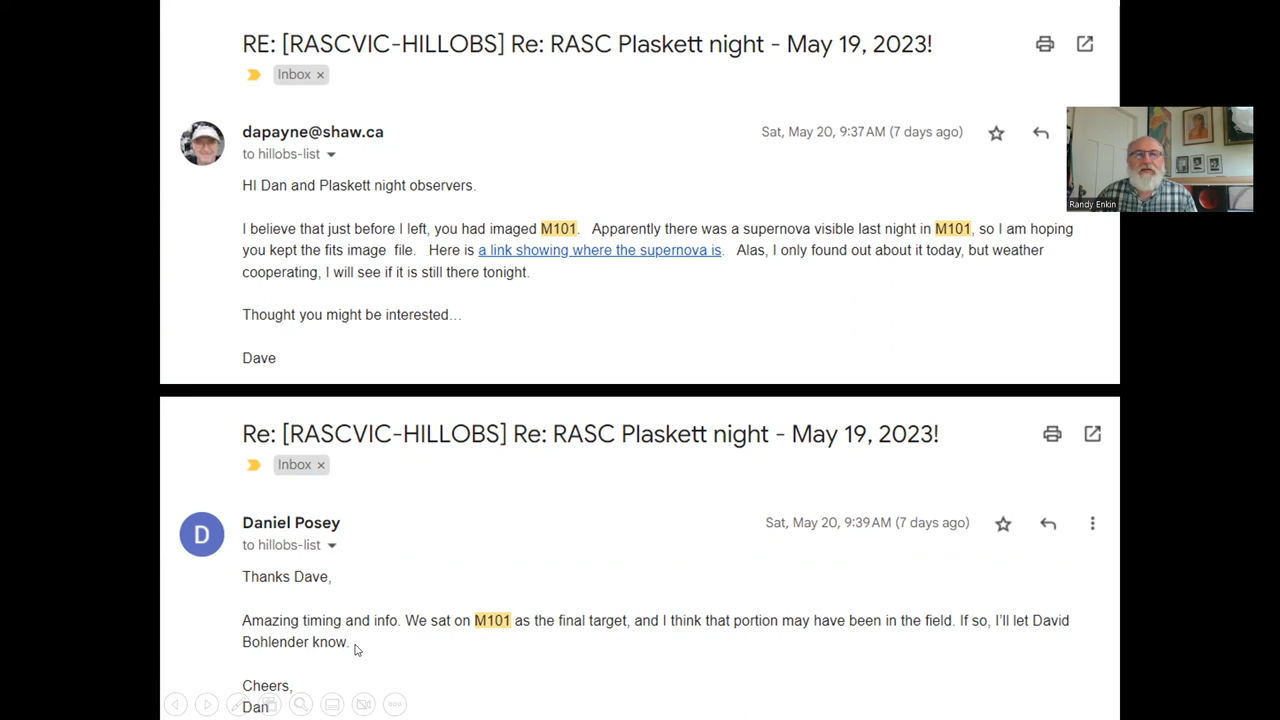 RE: [RASCVIC-HILLOBS] Re: RASC Plaskett night - May 19, 2023!
Inbox ×
dapayne@shaw.ca
Sat, May 20, 9:37 AM (7 days ago)
to hillobs-list
HI Dan and Plaskett night observers.
I believe that just before I left, you had imaged M101. Apparently there was a supernova visible last night in M101, so I am hoping
you kept the fits image file. Here is a link showing where the supernova is. Alas, I only found out about it today, but weather
cooperating, I will see if it is still there tonight.
Thought you might be interested…
Dave
Randy Enkin
Re: [RASCVIC-HILLOBS] Re: RASC Plaskett night - May 19, 2023!
Inbox ×
D
Daniel Posey
Sat, May 20, 9:39 AM (7 days ago)
to hillobs-list
Thanks Dave,
Amazing timing and info. We sat on M101 as the final target, and I think that portion may have been in the field. If so, I'll let David
Bohlender know.
Cheers,
Dan